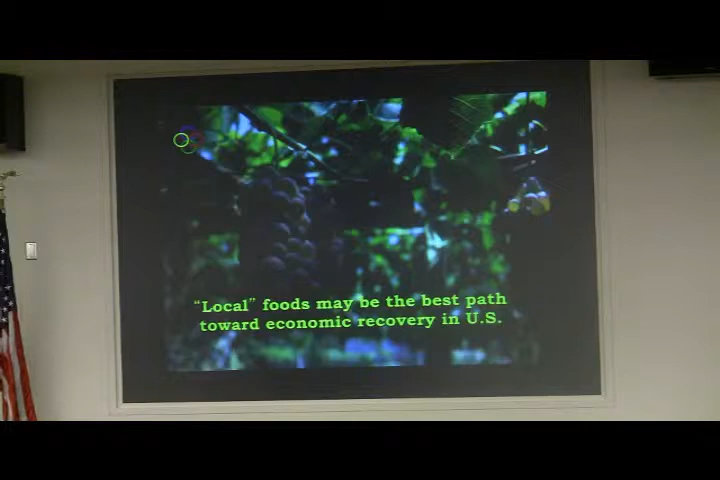 “Local” foods may be the best path
toward economic recovery in U.S.